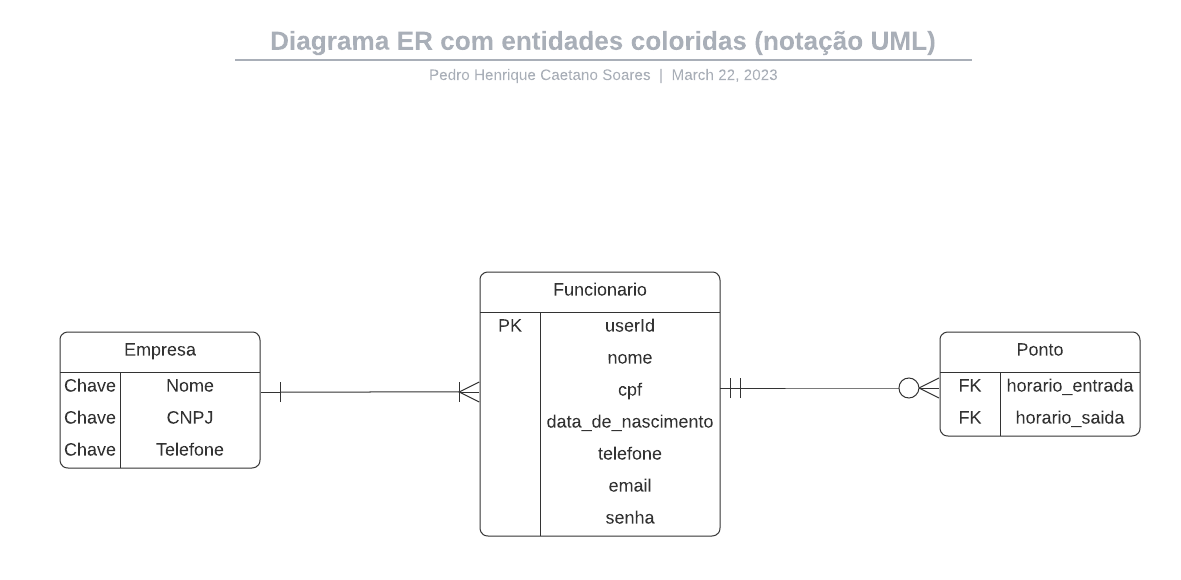 Diagrama ER com entidades coloridas (notação UML)
Pedro Henrique Caetano Soares | March 22, 2023
Empresa
Chave Nome
Chave CNPJ
Chave Telefone
Funcionario
PK userId
nome
cpf
data_de_nascimento
telefone
email
senha
Ponto
FK horario_entrada
FK horario_saida